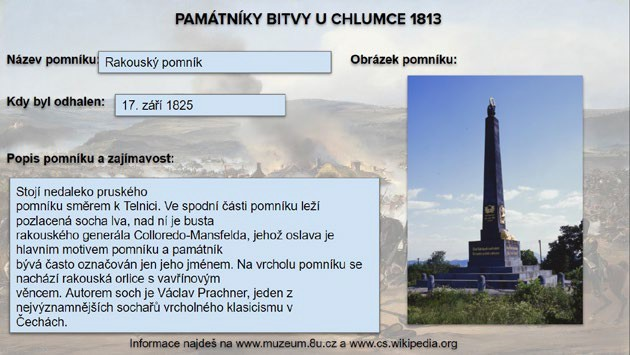 PAMÁTNÍKY BITVY U CHLUMCE 1813
Název pomníku:
Rakouský pomník
Obrázek pomníku:
Kdy byl odhalen:
17. září 1825
Popis pomníku a zajímavost:
Stojí nedaleko pruského
pomníku směrem k Telnici. Ve spodní části pomníku leží
pozlacená socha lva, nad ní je busta
rakouského generála Colloredo-Mansfelda, jehož oslava je
hlavním motivem pomníku a památník
bývá často označován jen jeho jménem. Na vrcholu pomníku se
nachází rakouská orlice s vavřínovým
věncem. Autorem soch je Václav Prachner, jeden z
nejvýznamnějších sochařů vrcholného klasicismu v
Čechách.
Informace najdeš na www.muzeum.8u.cz a www.cs.wikipedia.org